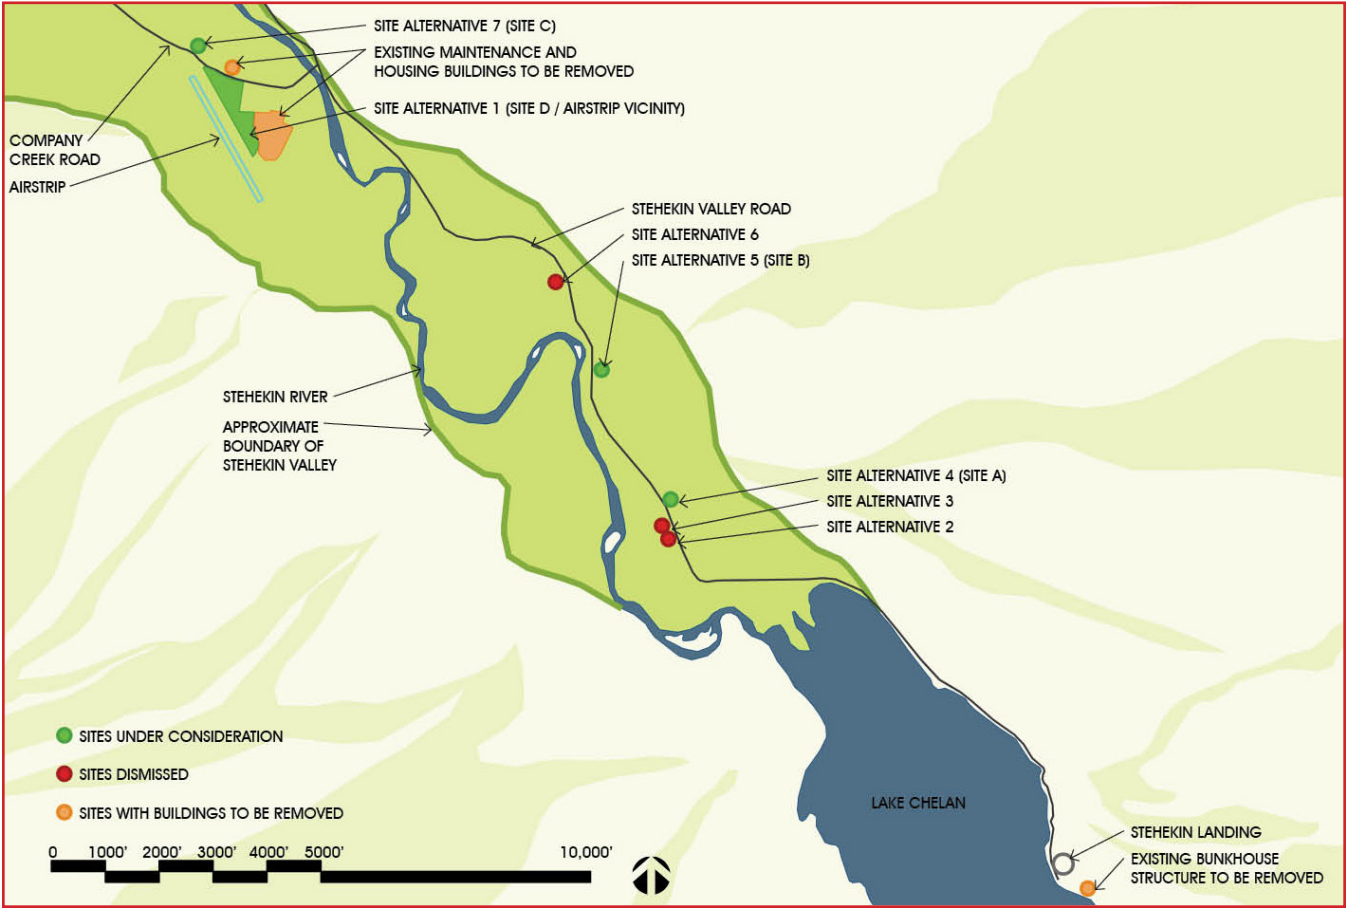 SITE ALTERNATIVE 7 (SITE C)
EXISTING MAINTENANCE AND
HOUSING BUILDINGS TO BE REMOVED
SITE ALTERNATIVE 1 (SITE D / AIRSTRIP VICINITY)
COMPANY
CREEK ROAD
AIRSTRIP
STEHEKIN VALLEY ROAD
SITE ALTERNATIVE 6
SITE ALTERNATIVE 5 (SITE B)
STEHEKIN RIVER
APPROXIMATE
BOUNDARY OF
STEHEKIN VALLEY
SITE ALTERNATIVE 4 (SITE A)
SITE ALTERNATIVE 3
SITE ALTERNATIVE 2
SITES UNDER CONSIDERATION
SITES DISMISSED
SITES WITH BUILDINGS TO BE REMOVED
0 1000' 2000' 3000' 4000' 5000' 10,000'
LAKE CHELAN
STEHEKIN LANDING
EXISTING BUNKHOUSE
STRUCTURE TO BE REMOVED